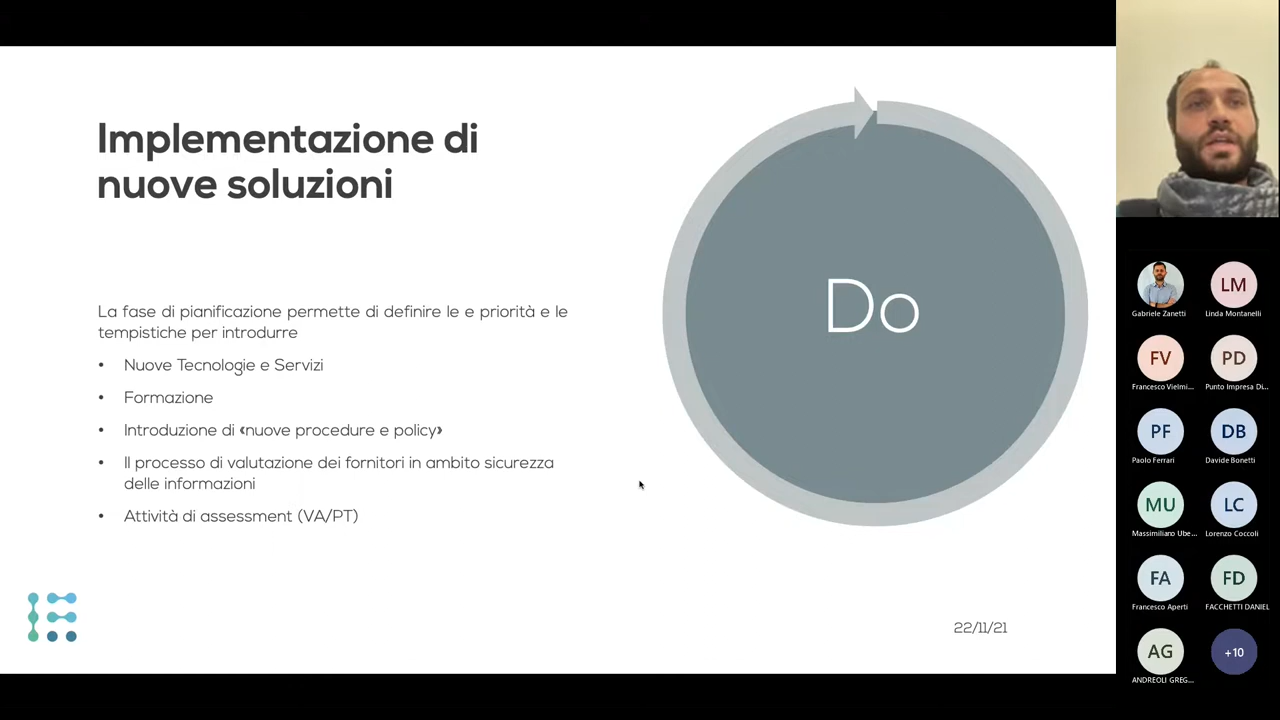 Implementazione di
nuove soluzioni
La fase di pianificazione permette di definire le e priorità e le
tempistiche per introdurre
• Nuove Tecnologie e Servizi
• Formazione
• Introduzione di «nuove procedure e policy»
• Il processo di valutazione dei fornitori in ambito sicurezza
delle informazioni
• Attività di assessment (VA/PT)
Do
22/11/21
Gabriele Zanetti
LM
Linda Montanelli
FV
Francesco Vielmi...
PD
Punto Impresa Di...
PF
Paolo Ferrari
DB
Davide Bonetti
MU
Massimiliano Ube...
LC
Lorenzo Coccoli
FA
Francesco Aperti
FD
FACCHETTI DANIEL
AG
ANDREOLI GREG...
+10